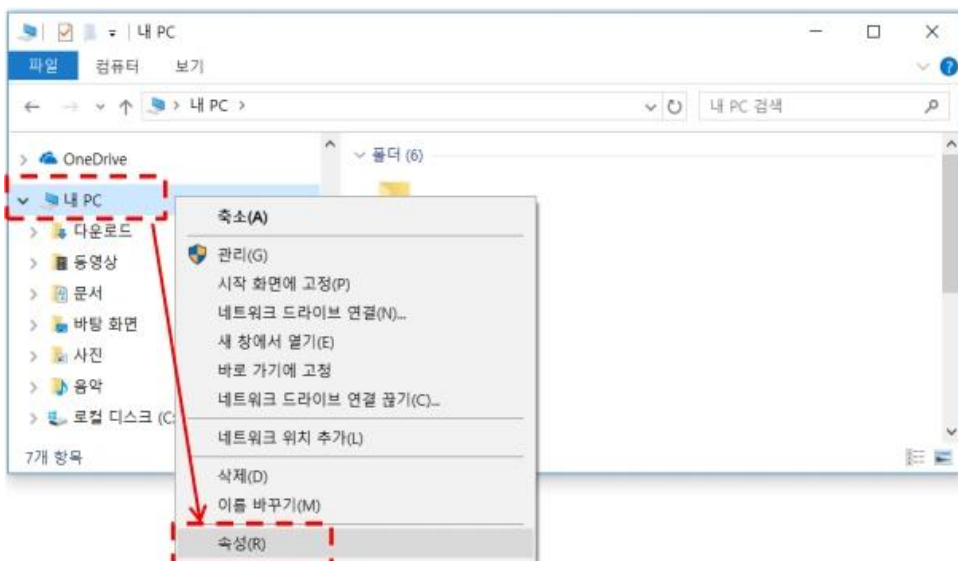 내 PC
파일 컴퓨터 보기
내 PC 내 PC 검색
OneDrive
내 PC
다운로드
동영상
문서
바탕 화면
사진
음악
로컬 디스크 (C:
7개 항목
폴더 (6)
축소(A)
관리(G)
시작 화면에 고정(P)
네트워크 드라이브 연결(N)...
새 창에서 열기(E)
바로 가기에 고정
네트워크 드라이브 연결 끊기(C)...
네트워크 위치 추가(L)
삭제(D)
이름 바꾸기(M)
속성(R)